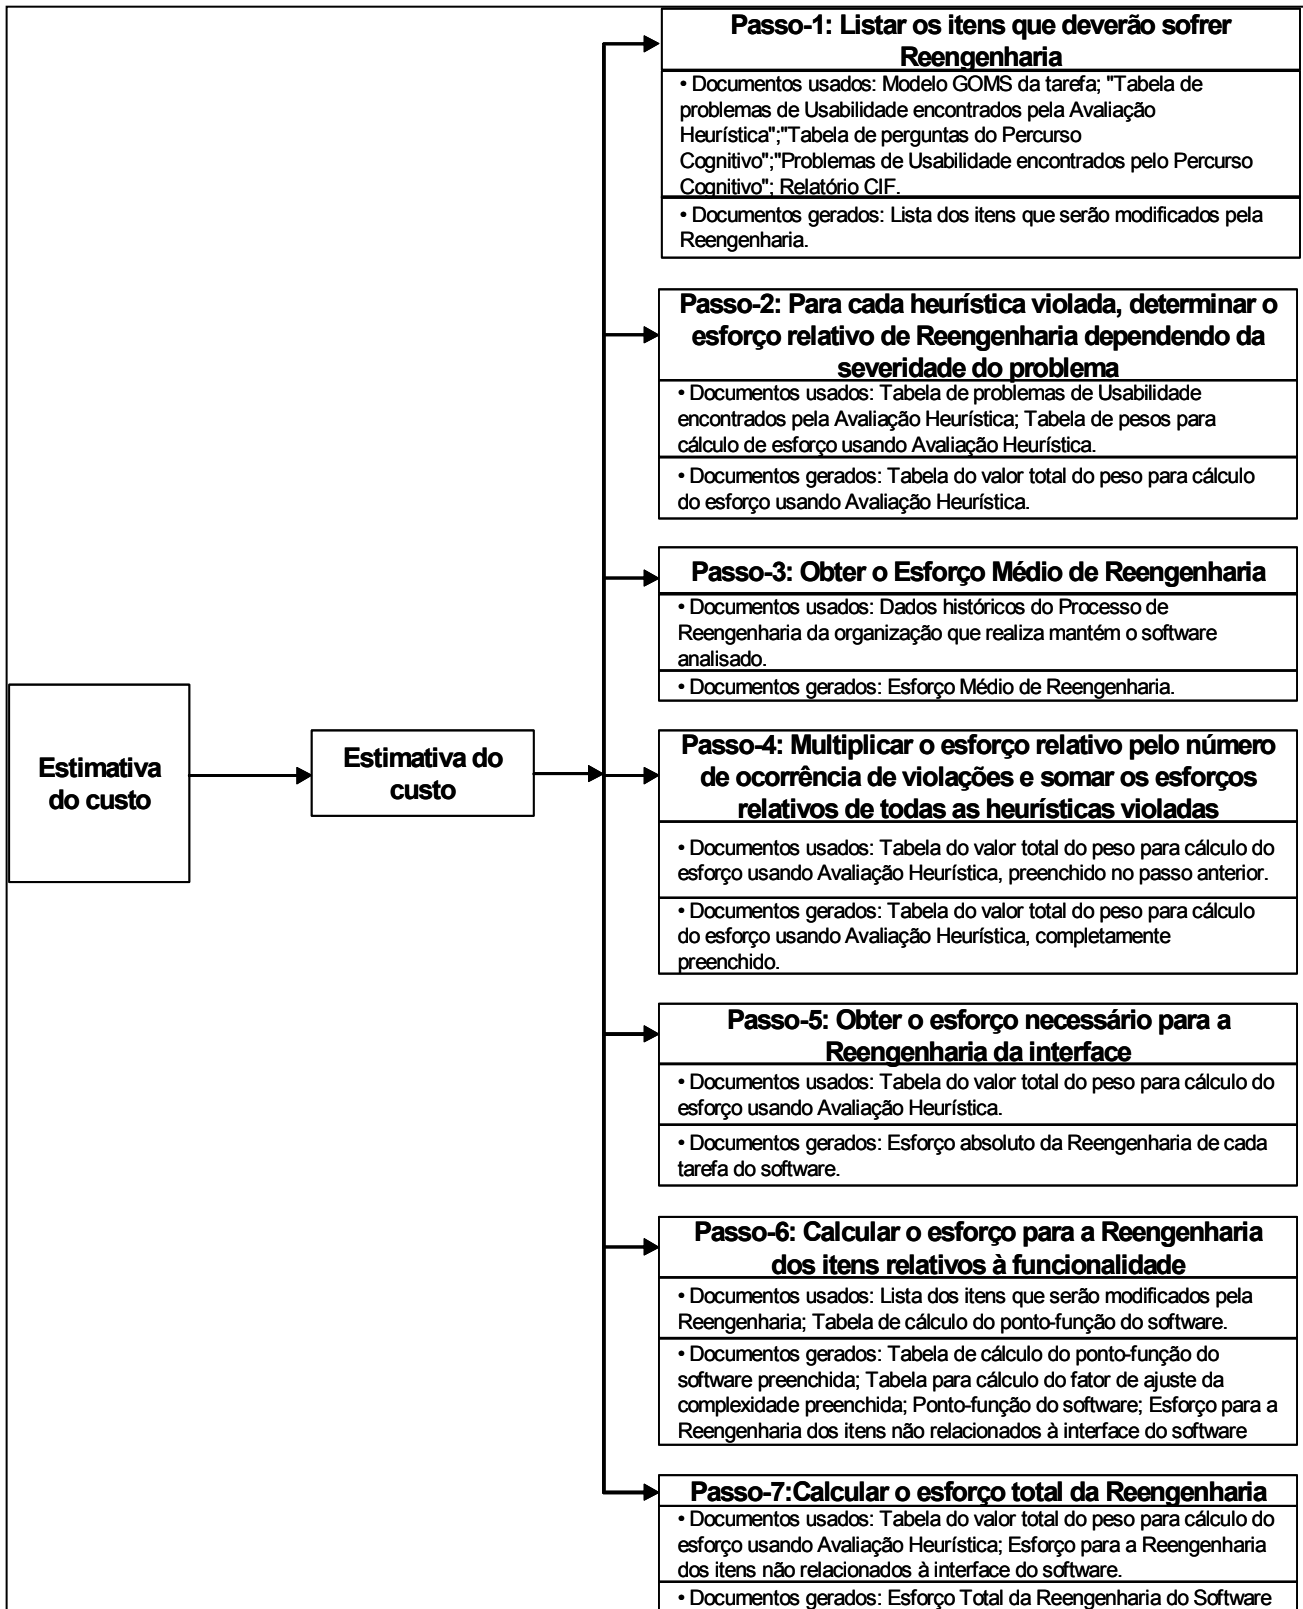 Passo-1: Listar os itens que deverão sofrer
Reengenharia
• Documentos usados: Modelo GOMS da tarefa; "Tabela de
problemas de Usabilidade encontrados pela Avaliação
Heurística";"Tabela de perguntas do Percurso
Cognitivo";"Problemas de Usabilidade encontrados pelo Percurso
Cognitivo"; Relatório CIF.
• Documentos gerados: Lista dos itens que serão modificados pela
Reengenharia.
Passo-2: Para cada heurística violada, determinar o
esforço relativo de Reengenharia dependendo da
severidade do problema
• Documentos usados: Tabela de problemas de Usabilidade
encontrados pela Avaliação Heurística; Tabela de pesos para
cálculo de esforço usando Avaliação Heurística.
• Documentos gerados: Tabela do valor total do peso para cálculo
do esforço usando Avaliação Heurística.
Passo-3: Obter o Esforço Médio de Reengenharia
• Documentos usados: Dados históricos do Processo de
Reengenharia da organização que realiza mantém o software
analisado.
• Documentos gerados: Esforço Médio de Reengenharia.
Estimativa
do custo
Estimativa do
custo
Passo-4: Multiplicar o esforço relativo pelo número
de ocorrência de violações e somar os esforços
relativos de todas as heurísticas violadas
• Documentos usados: Tabela do valor total do peso para cálculo do
esforço usando Avaliação Heurística, preenchido no passo anterior.
• Documentos gerados: Tabela do valor total do peso para cálculo
do esforço usando Avaliação Heurística, completamente
preenchido.
Passo-5: Obter o esforço necessário para a
Reengenharia da interface
• Documentos usados: Tabela do valor total do peso para cálculo do
esforço usando Avaliação Heurística.
• Documentos gerados: Esforço absoluto da Reengenharia de cada
tarefa do software.
Passo-6: Calcular o esforço para a Reengenharia
dos itens relativos à funcionalidade
• Documentos usados: Lista dos itens que serão modificados pela
Reengenharia; Tabela de cálculo do ponto-função do software.
• Documentos gerados: Tabela de cálculo do ponto-função do
software preenchida; Tabela para cálculo do fator de ajuste da
complexidade preenchida; Ponto-função do software; Esforço para a
Reengenharia dos itens não relacionados à interface do software
Passo-7:Calcular o esforço total da Reengenharia
• Documentos usados: Tabela do valor total do peso para cálculo do
esforço usando Avaliação Heurística; Esforço para a Reengenharia
dos itens não relacionados à interface do software.
• Documentos gerados: Esforço Total da Reengenharia do Software